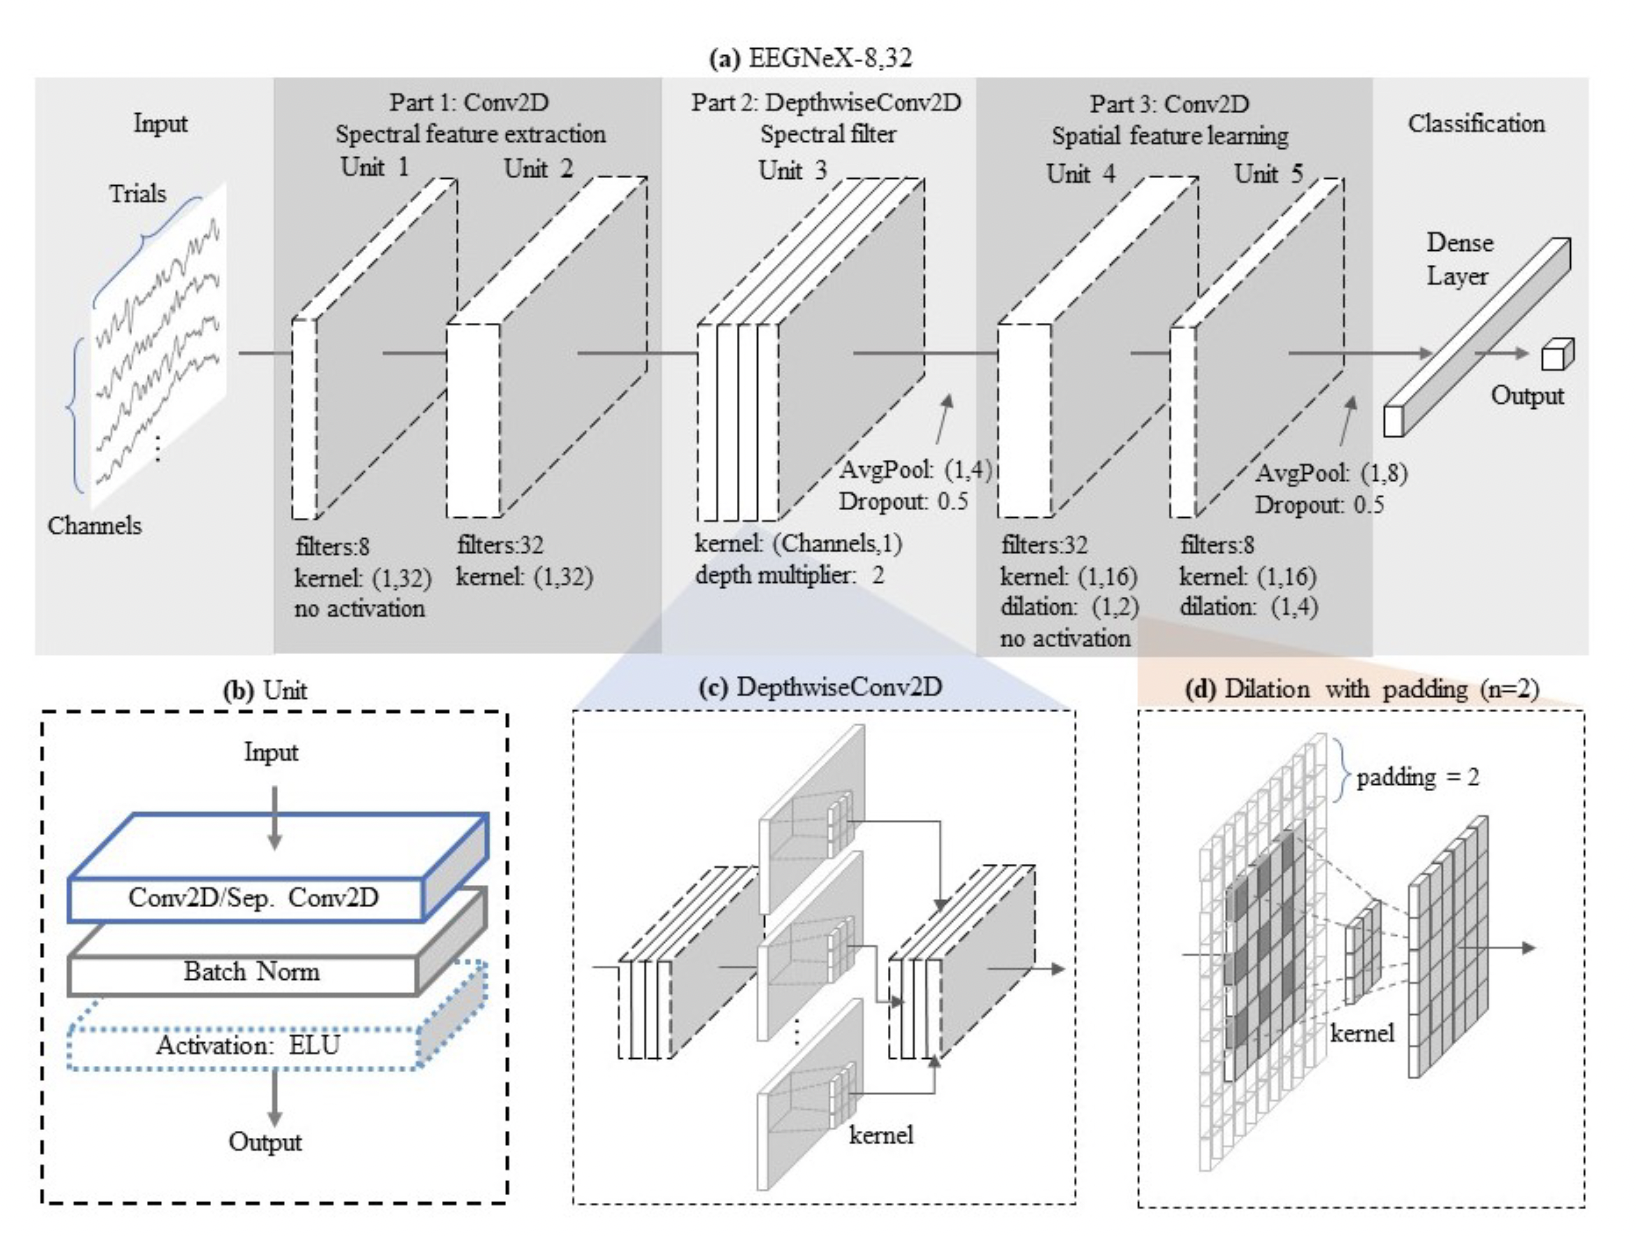 (a) EEGNeX-8,32
Input
Trials
Channels
Part 1: Conv2D
Spectral feature extraction
Unit 1
Unit 2
filters:8
kernel: (1,32)
no activation
filters:32
kernel: (1,32)
Part 2: DepthwiseConv2D
Spectral filter
Unit 3
AvgPool: (1,4)
Dropout: 0.5
kernel: (Channels,1)
depth multiplier: 2
Part 3: Conv2D
Spatial feature learning
Unit 4
Unit 5
AvgPool: (1,8)
Dropout: 0.5
filters:32
kernel: (1,16)
dilation: (1,2)
no activation
filters:8
kernel: (1,16)
dilation: (1,4)
Classification
Dense
Layer
Output
(b) Unit
Input
Conv2D/Sep. Conv2D
Batch Norm
Activation: ELU
Output
(c) DepthwiseConv2D
⋮
kernel
(d) Dilation with padding (n=2)
padding = 2
kernel